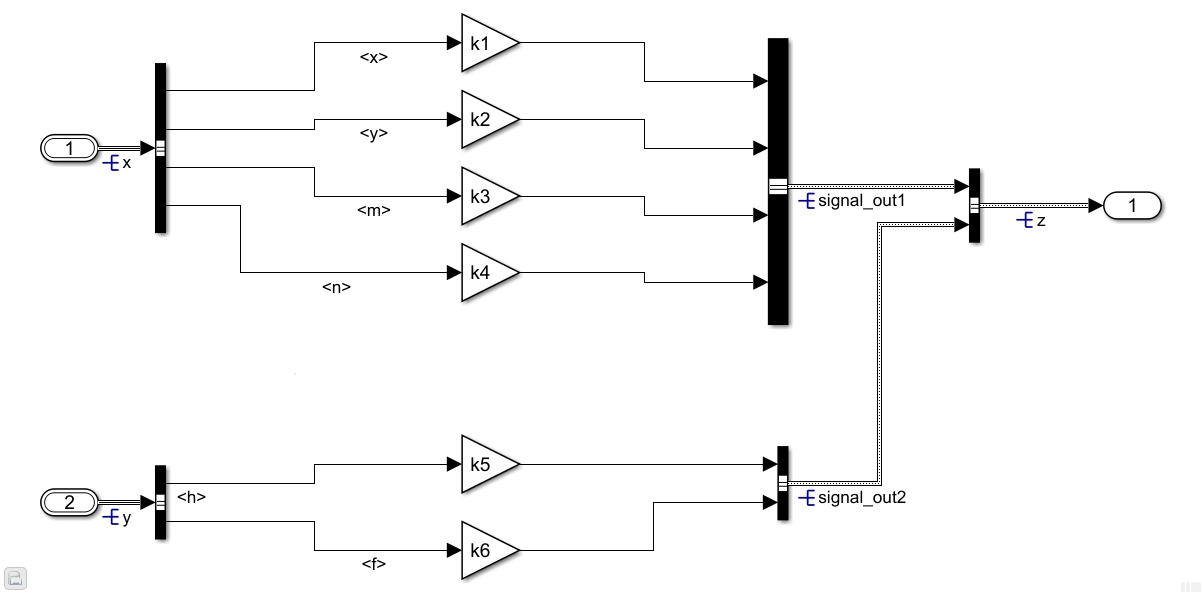 1
x
<x>
k1
<y>
k2
<m>
k3
<n>
k4
signal_out1
z
1
2
y
<h>
k5
<f>
k6
signal_out2